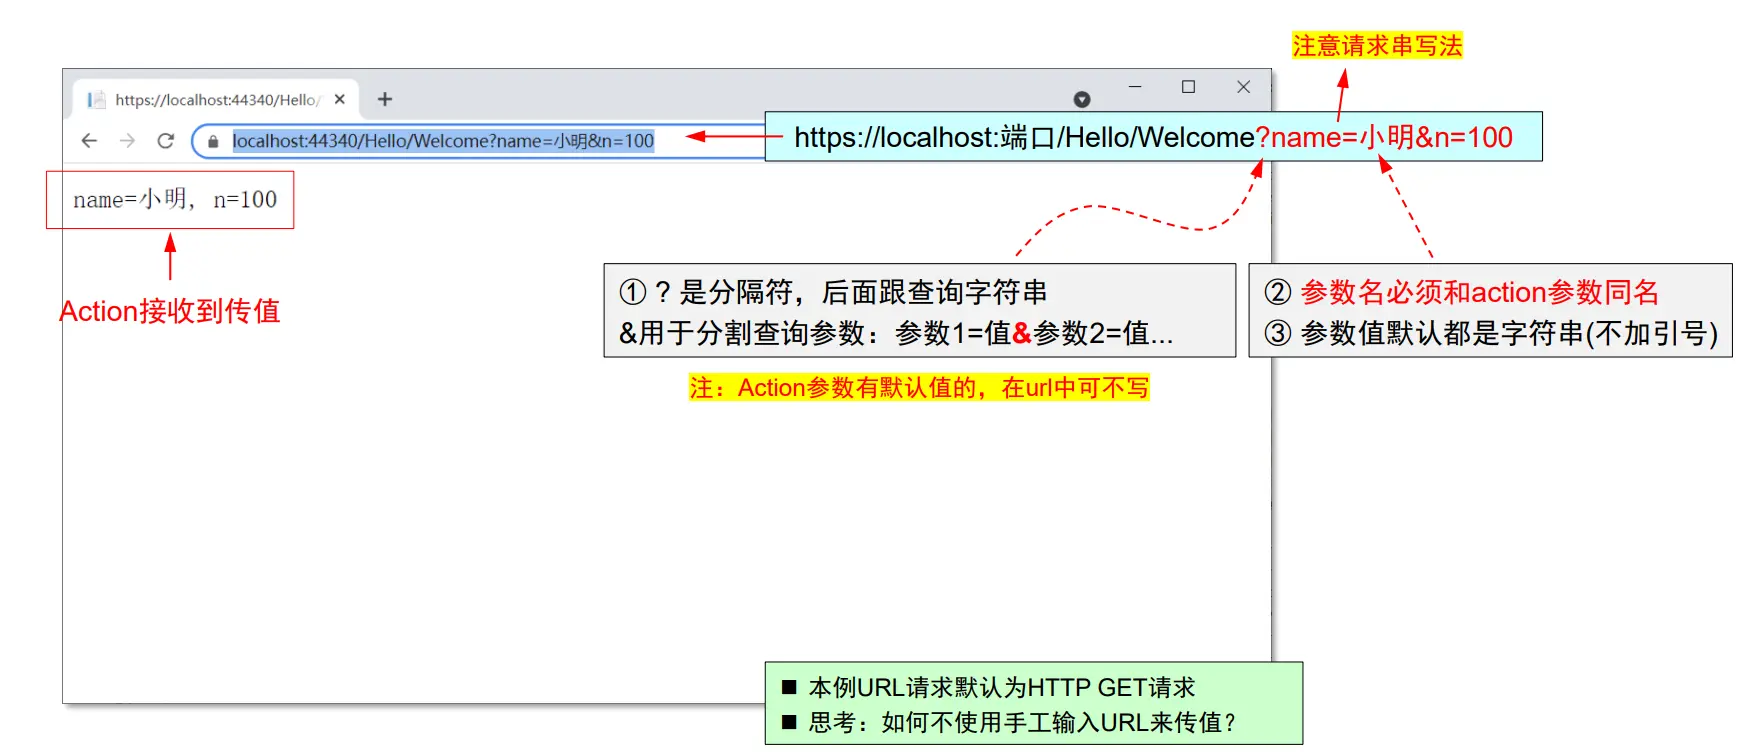 注意请求串写法
https://localhost:44340/Hello/
localhost:44340/Hello/Welcome?name=小明&n=100
https://localhost:端口/Hello/Welcome?name=小明&n=100
name=小明, n=100
Action接收到传值
① ? 是分隔符，后面跟查询字符串
&用于分割查询参数：参数1=值&参数2=值...
② 参数名必须和action参数同名
③ 参数值默认都是字符串(不加引号)
注：Action参数有默认值的，在url中可不写
■ 本例URL请求默认为HTTP GET请求
■ 思考：如何不使用手工输入URL来传值？